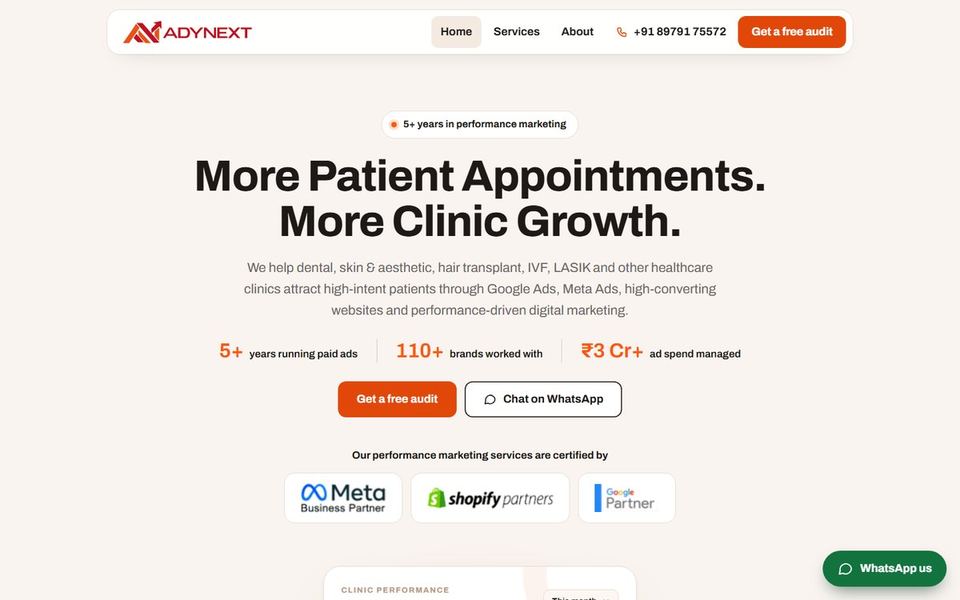 ADYNEXT
Home
Services
About
+91 89791 75572
Get a free audit
5+ years in performance marketing
More Patient Appointments.
More Clinic Growth.
We help dental, skin & aesthetic, hair transplant, IVF, LASIK and other healthcare
clinics attract high-intent patients through Google Ads, Meta Ads, high-converting
websites and performance-driven digital marketing.
5+ years running paid ads
110+ brands worked with
₹3 Cr+ ad spend managed
Get a free audit
Chat on WhatsApp
Our performance marketing services are certified by
Meta
Business Partner
shopify partners
Google
Partner
WhatsApp us
CLINIC PERFORMANCE
This month